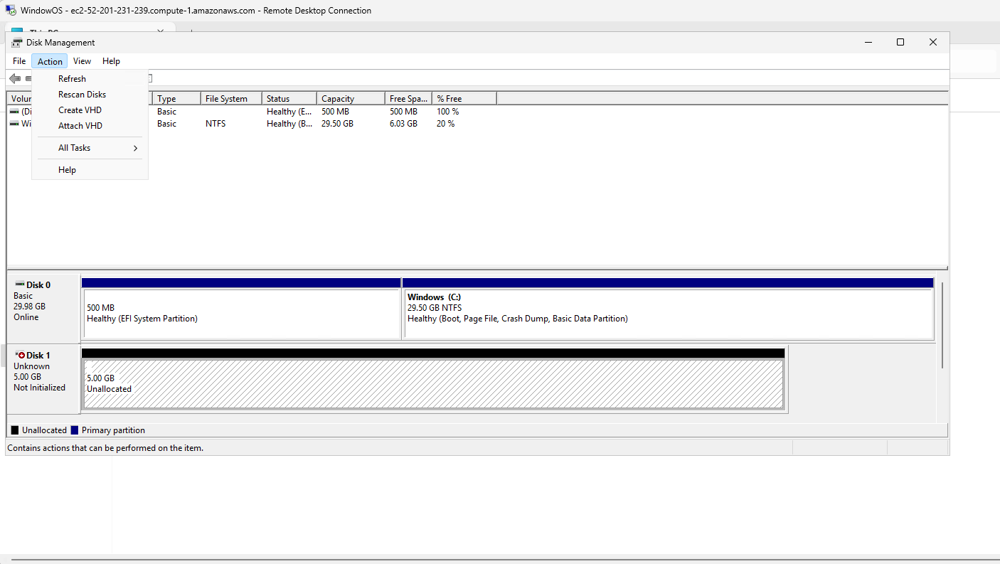 WindowOS - ec2-52-201-231-239.compute-1.amazonaws.com - Remote Desktop Connection
Disk Management
File Action View Help
Refresh
Rescan Disks
Create VHD
Attach VHD
All Tasks
Help
Type File System Status Capacity Free Spa... % Free
Basic Healthy (E... 500 MB 500 MB 100 %
Basic NTFS Healthy (B... 29.50 GB 6.03 GB 20 %
Disk 0
Basic
29.98 GB
Online
500 MB
Healthy (EFI System Partition)
Windows (C:)
29.50 GB NTFS
Healthy (Boot, Page File, Crash Dump, Basic Data Partition)
Disk 1
Unknown
5.00 GB
Not Initialized
5.00 GB
Unallocated
Unallocated Primary partition
Contains actions that can be performed on the item.